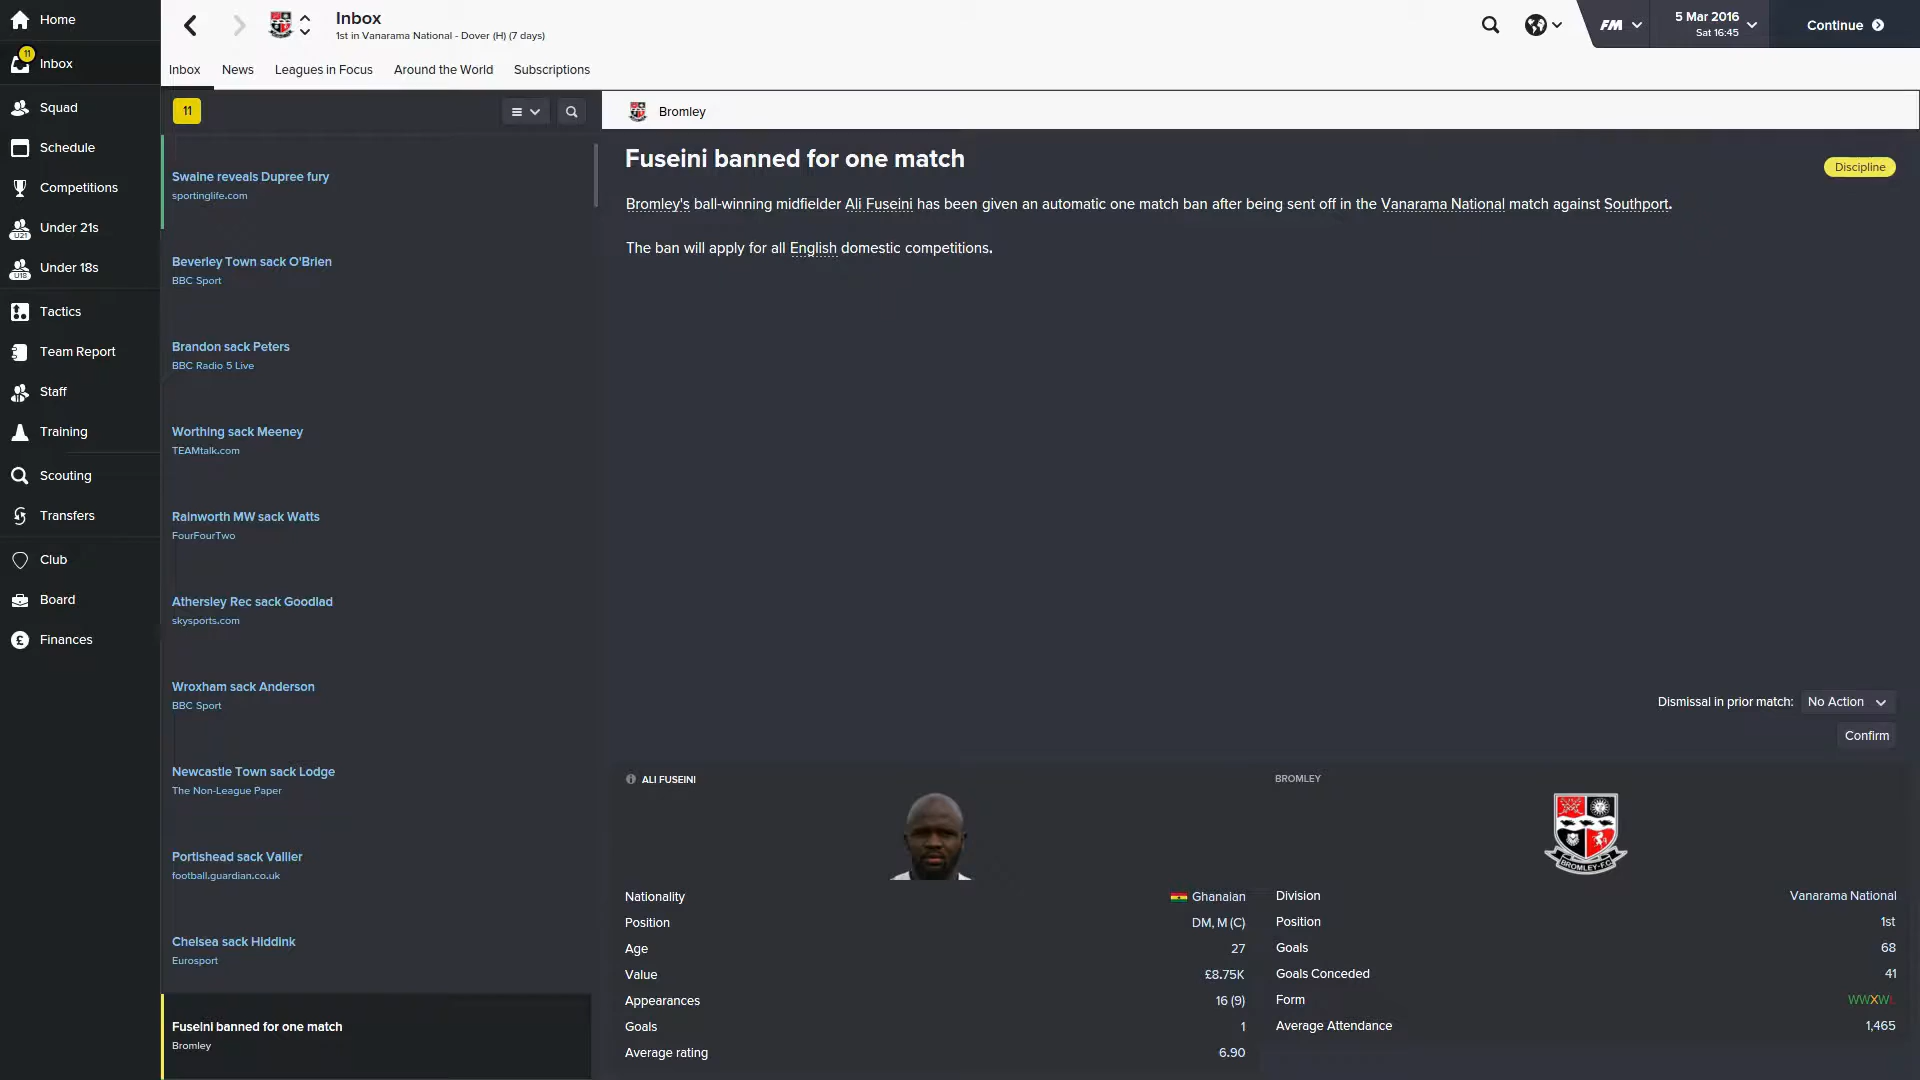 Home
11
Inbox
Squad
Schedule
Competitions
U21
Under 21s
U18
Under 18s
Tactics
Team Report
Staff
Training
Scouting
Transfers
Club
Board
£
Finances
Inbox
1st in Vanarama National - Dover (H) (7 days)
FM
5 Mar 2016
Sat 16:45
Continue
Inbox News Leagues in Focus Around the World Subscriptions
11
Swaine reveals Dupree fury
sportinglife.com
Beverley Town sack O'Brien
BBC Sport
Brandon sack Peters
BBC Radio 5 Live
Worthing sack Meeney
TEAMtalk.com
Rainworth MW sack Watts
FourFourTwo
Athersley Rec sack Goodlad
skysports.com
Wroxham sack Anderson
BBC Sport
Newcastle Town sack Lodge
The Non-League Paper
Portishead sack Vallier
football.guardian.co.uk
Chelsea sack Hiddink
Eurosport
Fuseini banned for one match
Bromley
Bromley
Fuseini banned for one match
Discipline
Bromley's ball-winning midfielder Ali Fuseini has been given an automatic one match ban after being sent off in the Vanarama National match against Southport.
The ban will apply for all English domestic competitions.
Dismissal in prior match: No Action
Confirm
ALI FUSEINI
Nationality Ghanaian
Position DM, M (C)
Age 27
Value £8.75K
Appearances 16 (9)
Goals 1
Average rating 6.90
BROMLEY
BROMLEY-FC
Division Vanarama National
Position 1st
Goals 68
Goals Conceded 41
Form WWXW
Average Attendance 1,465